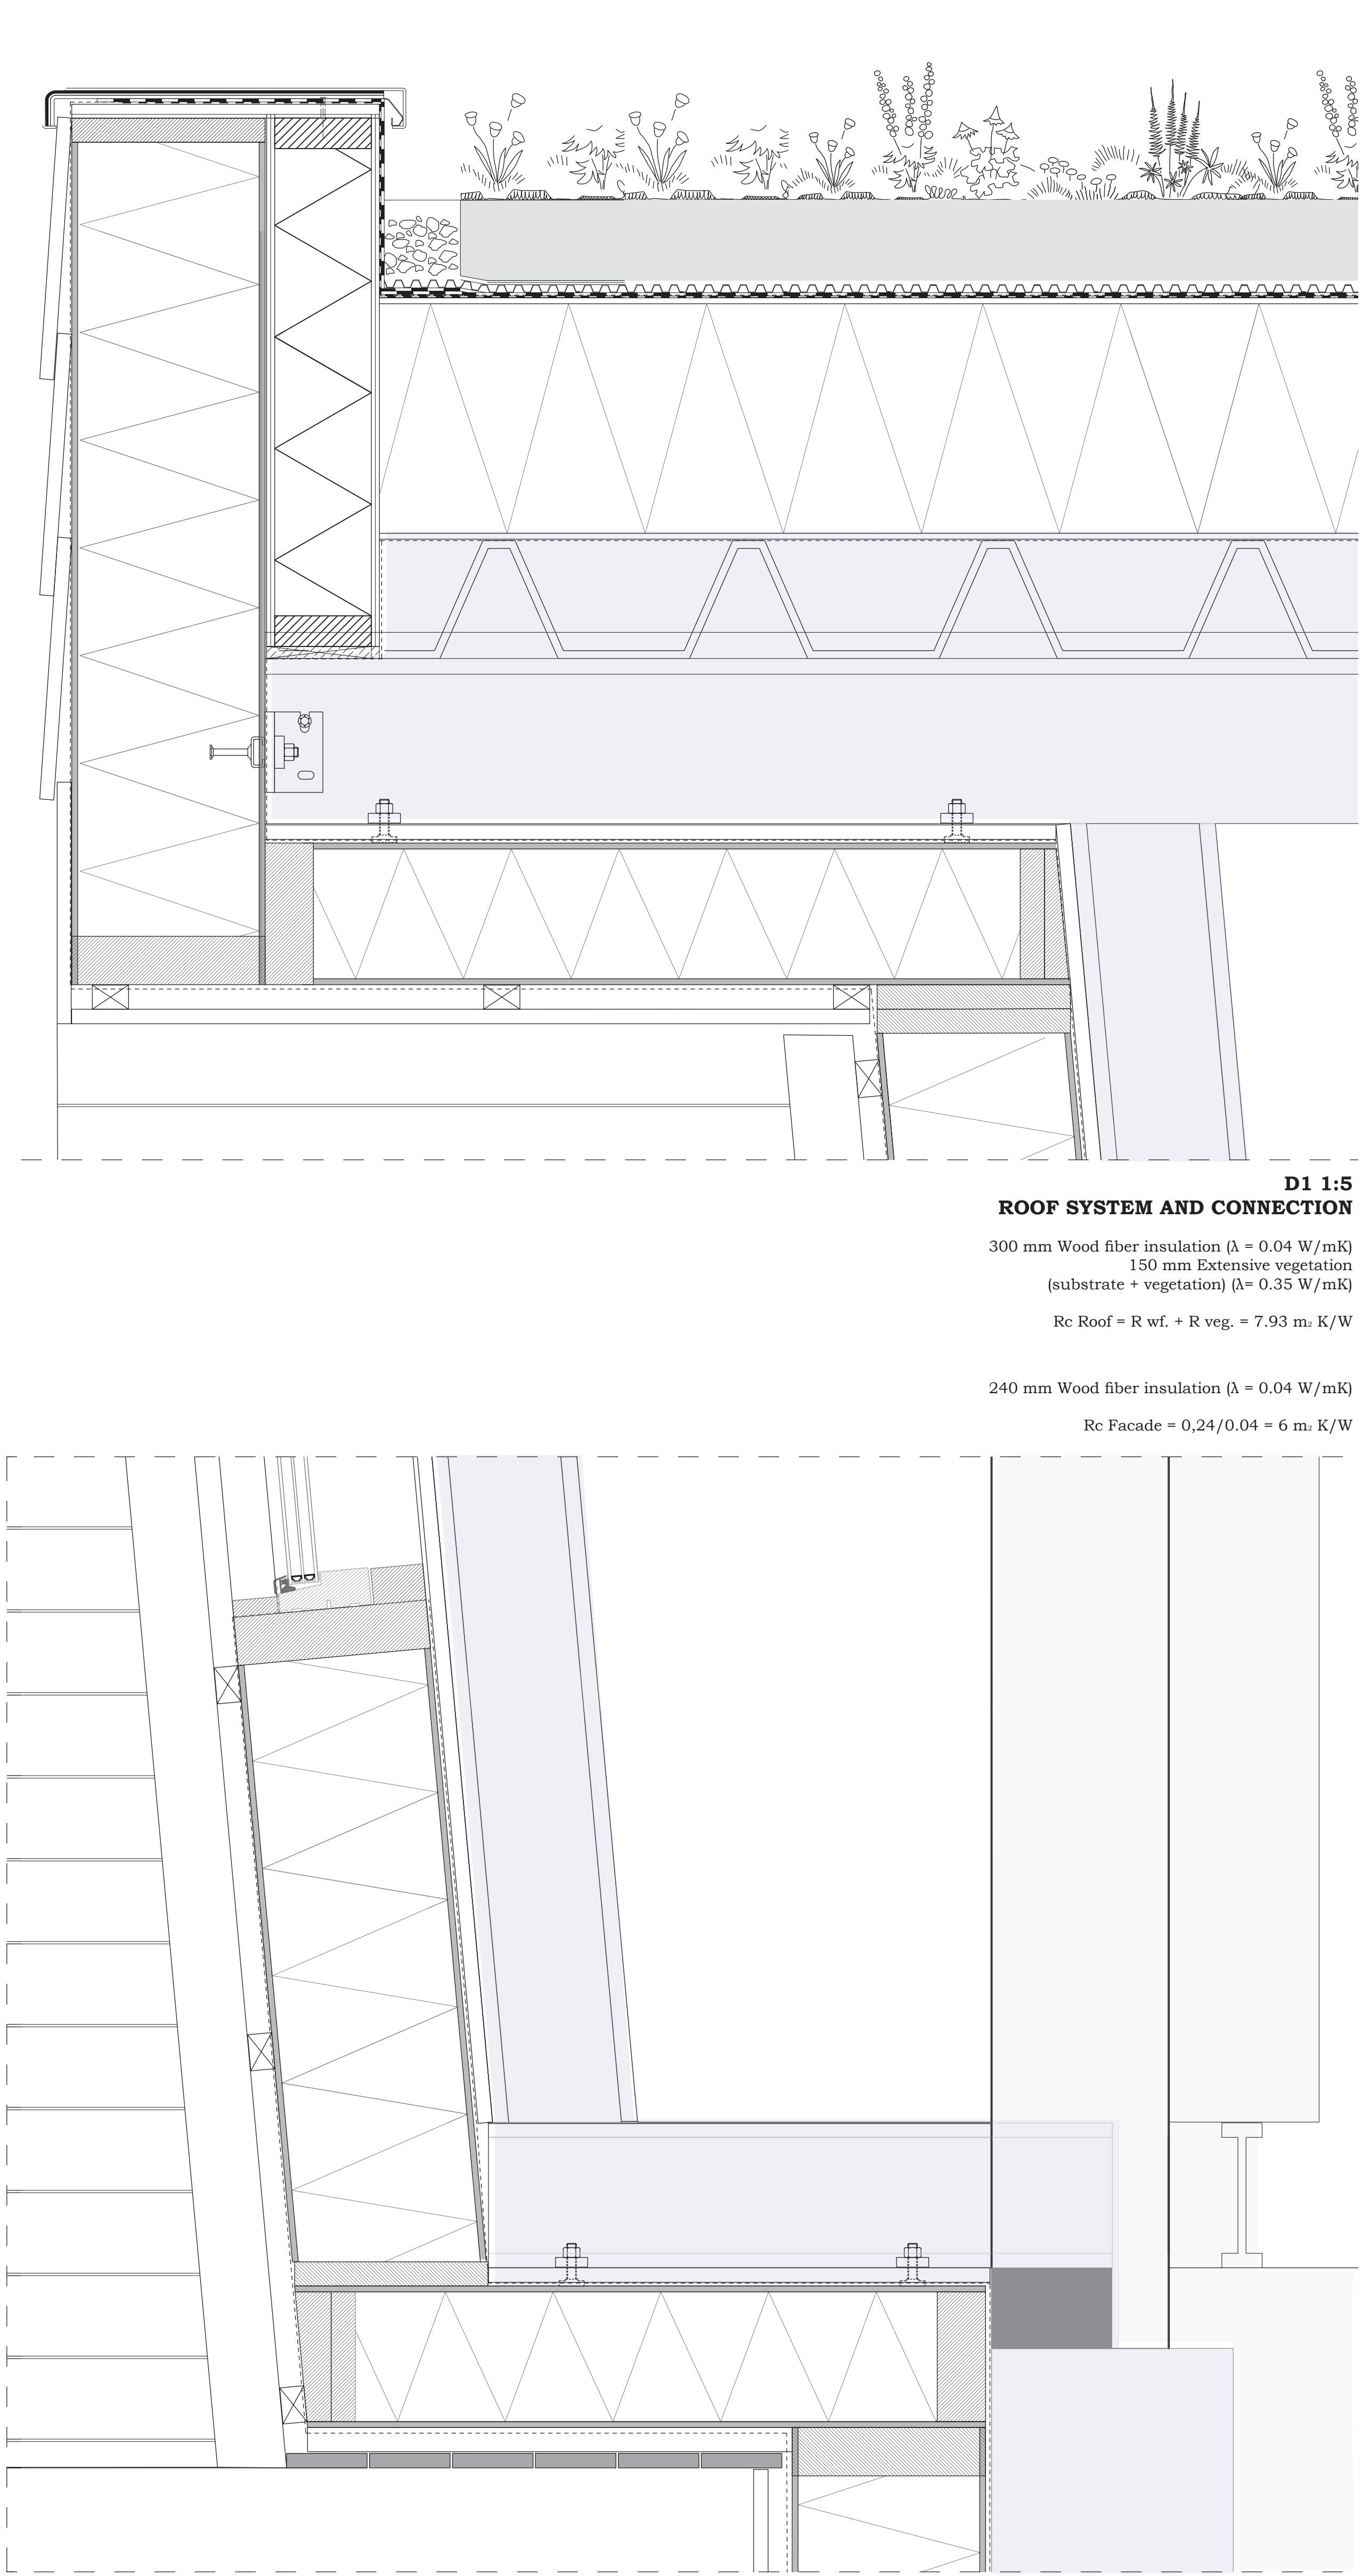 D1 1:5
ROOF SYSTEM AND CONNECTION
300 mm Wood fiber insulation (λ = 0.04 W/mK)
150 mm Extensive vegetation
(substrate + vegetation) (λ= 0.35 W/mK)
Rc Roof = R wf. + R veg. = 7.93 m₂ K/W
240 mm Wood fiber insulation (λ = 0.04 W/mK)
Rc Facade = 0,24/0.04 = 6 m₂ K/W